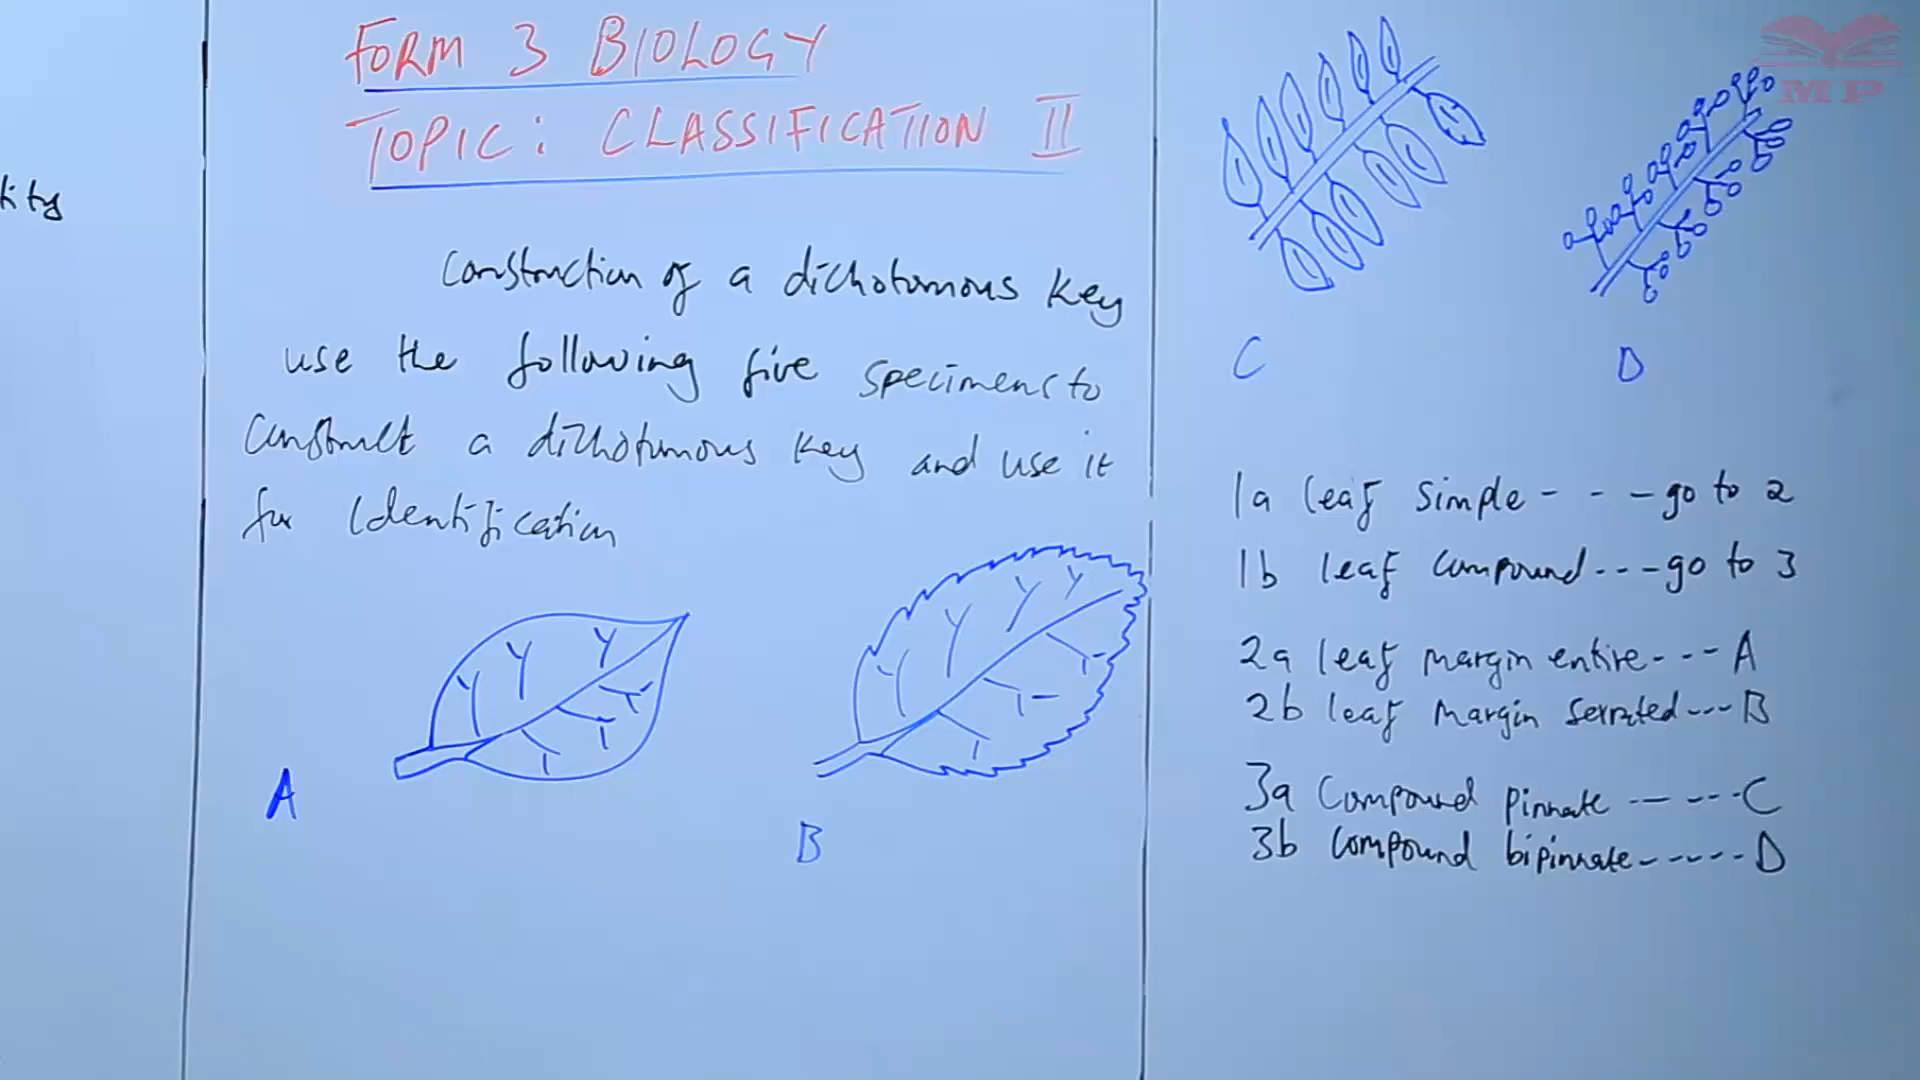 FORM 3 BIOLOGY
TOPIC: CLASSIFICATION II
Construction of a dichotomous key
use the following five specimens to
construct a dichotomous key and use it
for identification
A
B
C
D
1a leaf simple - - - go to 2
1b leaf compound - - - go to 3
2a leaf margin entire - - - A
2b leaf margin serrated - - - B
3a Compound pinnate - - - - - C
3b compound bipinnate - - - - - D
MP